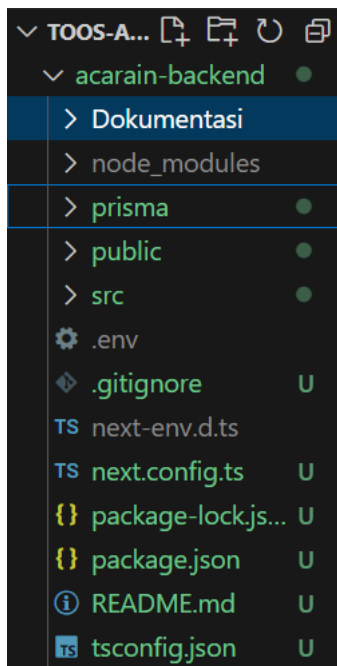 TOOS-A...
acarain-backend
Dokumentasi
node_modules
prisma
public
src
.env
.gitignore U
TS next-env.d.ts
TS next.config.ts U
{} package-lock.js... U
{} package.json U
README.md U
TS tsconfig.json U